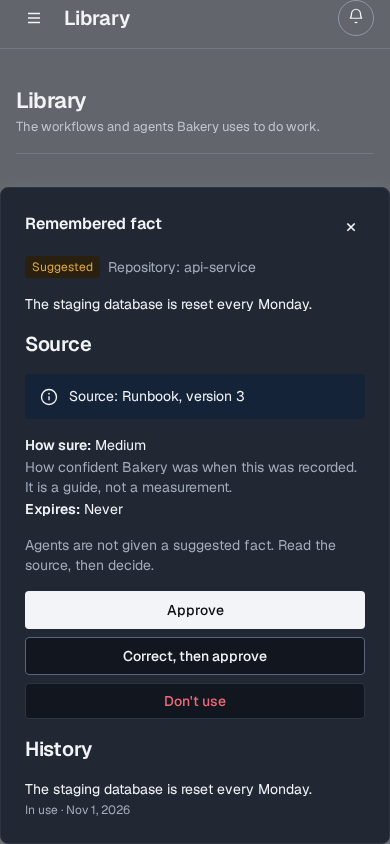 Library
Library
The workflows and agents Bakery uses to do work.
Remembered fact
Suggested Repository: api-service
The staging database is reset every Monday.
Source
Source: Runbook, version 3
How sure: Medium
How confident Bakery was when this was recorded.
It is a guide, not a measurement.
Expires: Never
Agents are not given a suggested fact. Read the
source, then decide.
Approve
Correct, then approve
Don't use
History
The staging database is reset every Monday.
In use · Nov 1, 2026